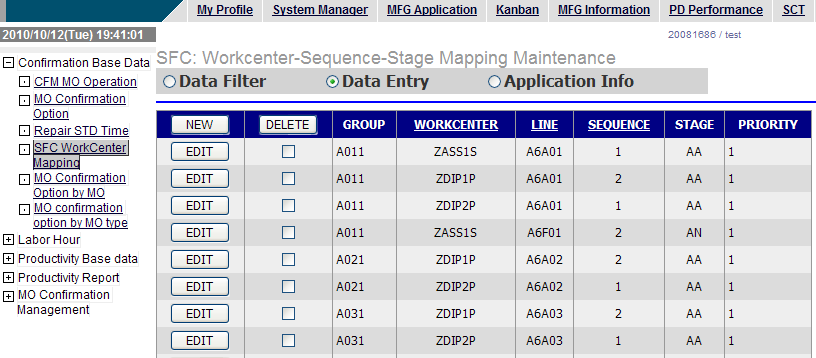 My Profile System Manager MFG Application Kanban MFG Information PD Performance SCT
2010/10/12(Tue) 19:41:01
20081686 / test
Confirmation Base Data
CFM MO Operation
MO Confirmation
Option
Repair STD Time
SFC WorkCenter
Mapping
MO Confirmation
Option by MO
MO confirmation
option by MO type
Labor Hour
Productivity Base data
Productivity Report
MO Confirmation
Management
SFC: Workcenter-Sequence-Stage Mapping Maintenance
Data Filter Data Entry Application Info
NEW DELETE GROUP WORKCENTER LINE SEQUENCE STAGE PRIORITY
EDIT A011 ZASS1S A6A01 1 AA 1
EDIT A011 ZDIP1P A6A01 2 AA 1
EDIT A011 ZDIP2P A6A01 1 AA 1
EDIT A011 ZASS1S A6F01 2 AN 1
EDIT A021 ZDIP1P A6A02 2 AA 1
EDIT A021 ZDIP2P A6A02 1 AA 1
EDIT A031 ZDIP1P A6A03 2 AA 1
EDIT A031 ZDIP2P A6A03 1 AA 1